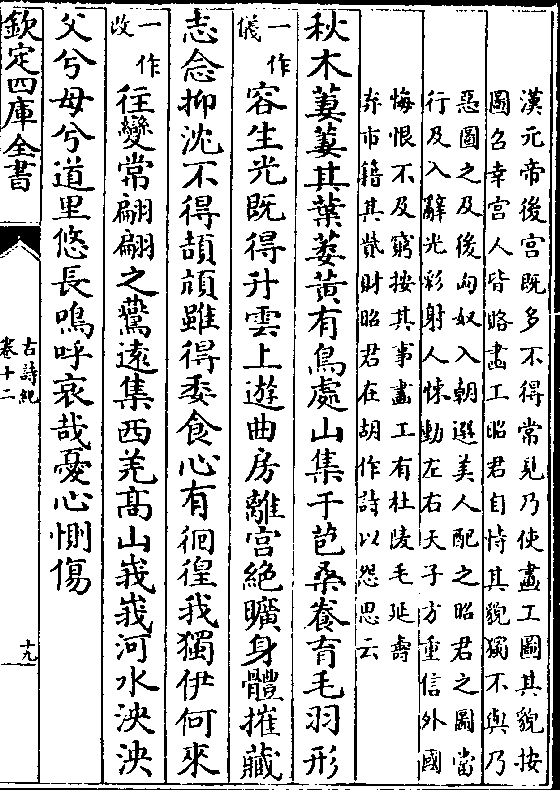 漢元帝後宮既多不得常見乃使畫工圖其貌按
圖召幸宮人皆賂畫工昭君自恃其貌獨不與乃
惡圖之及後匈奴入朝選美人配之昭君之圖當
行及入辭光彩射人悚動左右天子方重信外國
悔恨不及窮按其事畫工有杜陵毛延壽
弃市籍其貲財昭君在胡作詩以怨思云
秋木萋萋其葉萎黃有鳥處山集于苞桑養育毛羽形
一作儀
容生光既得升雲上遊曲房離宮絶曠身體摧藏
志念抑沈不得頡頏雖得委食心有徊徨我獨伊何來
一作改
往變常翩翩之鷰遠集西羌高山峩峩河水泱泱
父兮母兮道里悠長嗚呼哀哉憂心惻傷
欽定四庫全書
古詩紀
卷十二
十九